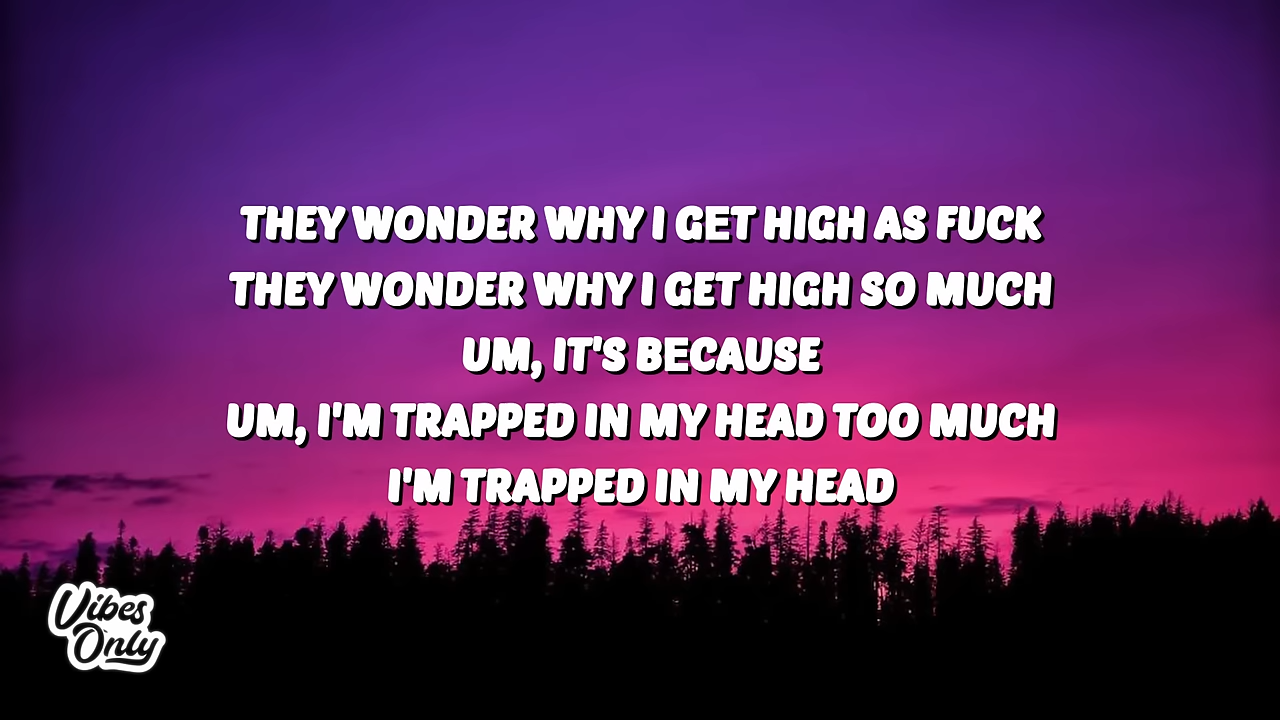 THEY WONDER WHY I GET HIGH AS FUCK
THEY WONDER WHY I GET HIGH SO MUCH
UM, IT'S BECAUSE
UM, I'M TRAPPED IN MY HEAD TOO MUCH
I'M TRAPPED IN MY HEAD
Vibes
Only